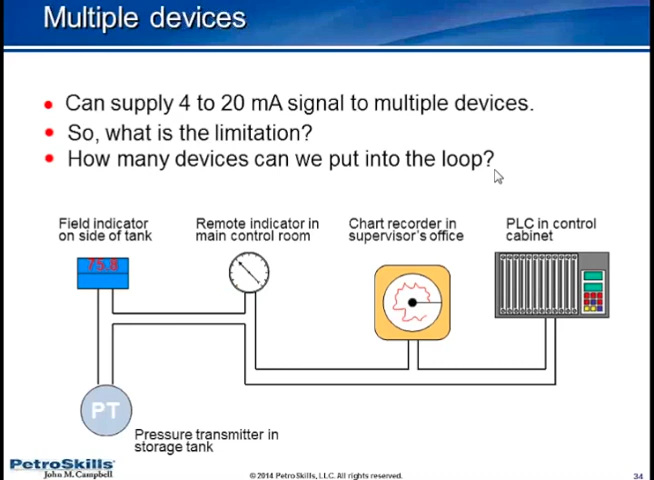 Multiple devices
Can supply 4 to 20 mA signal to multiple devices.
So, what is the limitation?
How many devices can we put into the loop?
Field indicator
on side of tank
Remote indicator in
main control room
Chart recorder in
supervisor's office
PLC in control
cabinet
75.8
PT
Pressure transmitter in
storage tank
PetroSkills
John M. Campbell
© 2014 PetroSkills, LLC. All rights reserved.
34